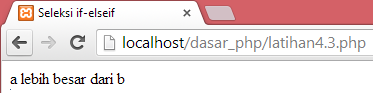 Seleksi if-elseif
localhost/dasar_php/latihan4.3.php
a lebih besar dari b